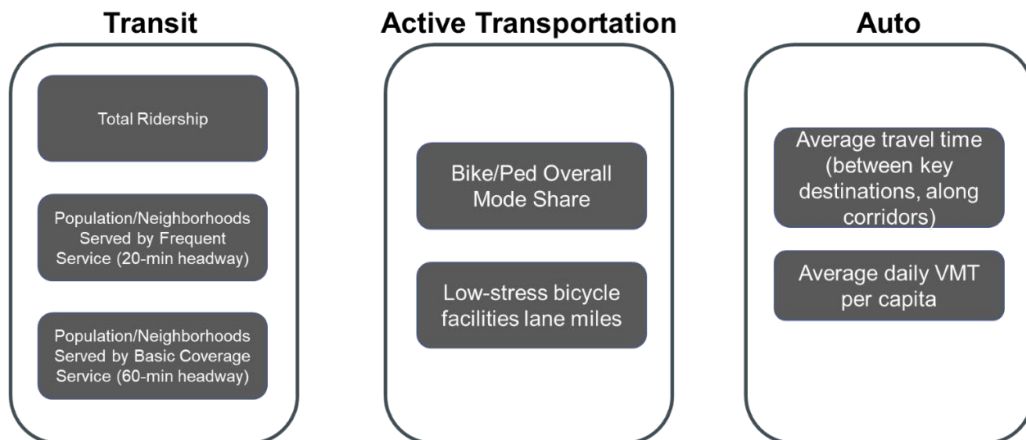 Transit
Total Ridership
Population/Neighborhoods
Served by Frequent
Service (20-min headway)
Population/Neighborhoods
Served by Basic Coverage
Service (60-min headway)
Active Transportation
Bike/Ped Overall
Mode Share
Low-stress bicycle
facilities lane miles
Auto
Average travel time
(between key
destinations, along
corridors)
Average daily VMT
per capita